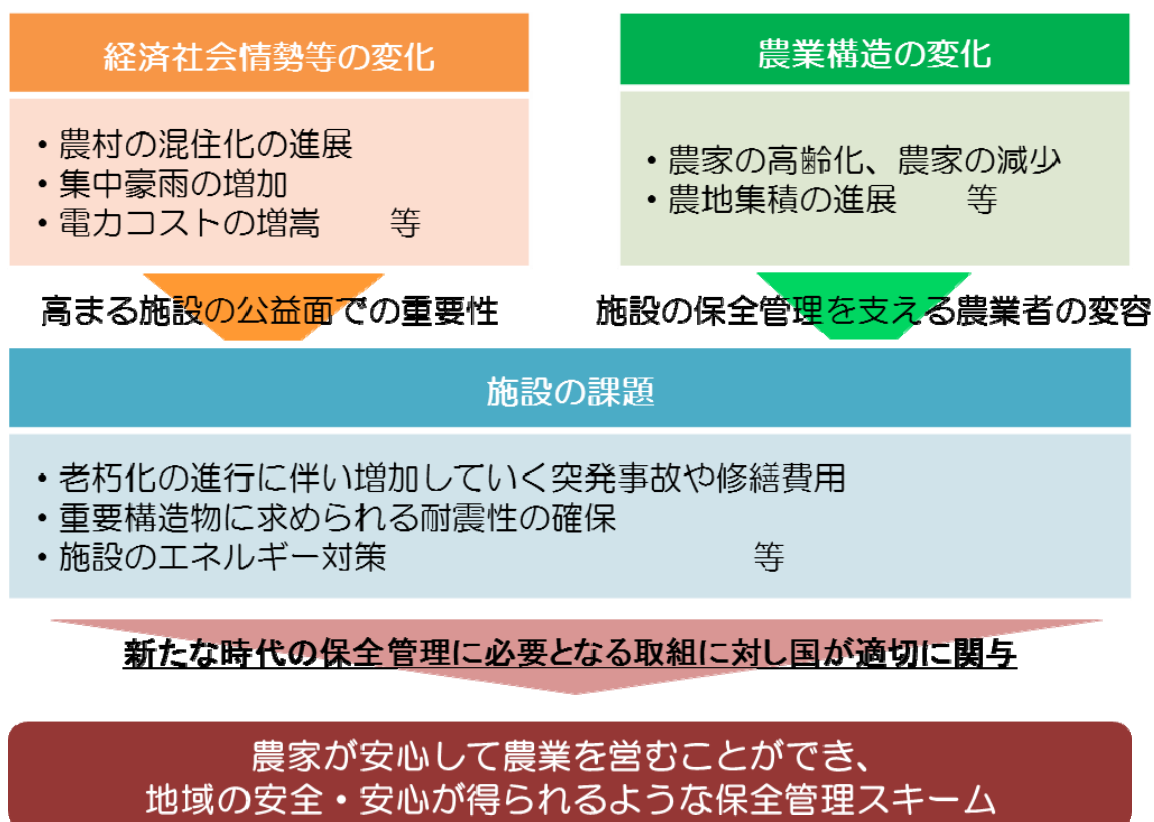 経済社会情勢等の変化
・農村の混住化の進展
・集中豪雨の増加
・電力コストの増嵩　　等
高まる施設の公益面での重要性
農業構造の変化
・農家の高齢化、農家の減少
・農地集積の進展　　等
施設の保全管理を支える農業者の変容
施設の課題
・老朽化の進行に伴い増加していく突発事故や修繕費用
・重要構造物に求められる耐震性の確保
・施設のエネルギー対策　　等
新たな時代の保全管理に必要となる取組に対し国が適切に関与
農家が安心して農業を営むことができ、
地域の安全・安心が得られるような保全管理スキーム